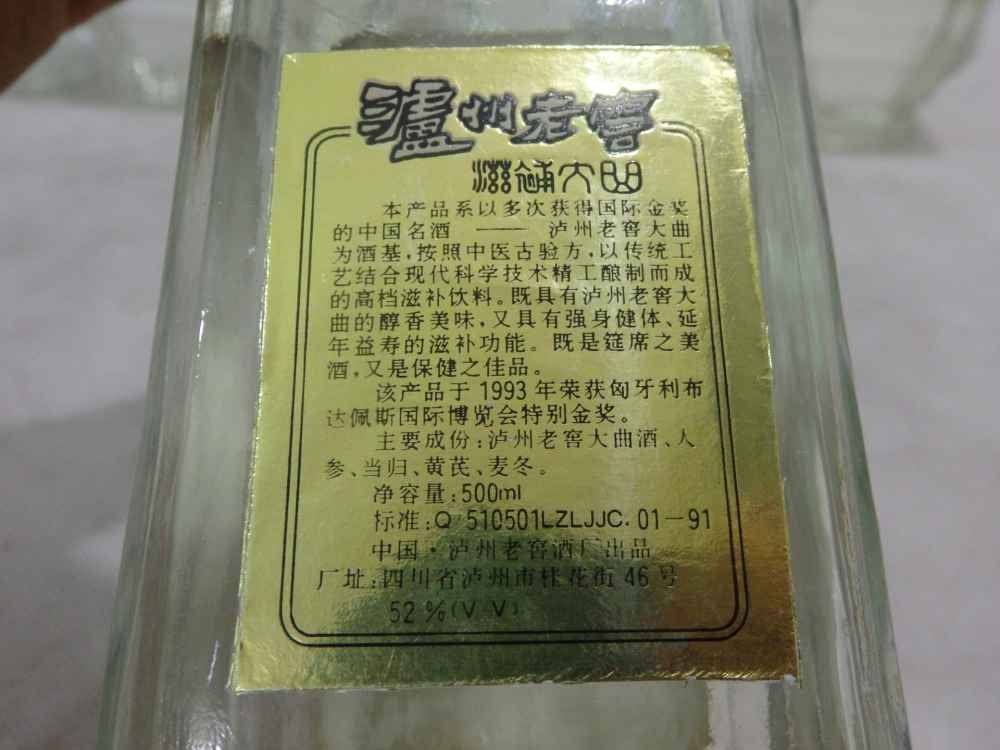 泸州老窖
滋补大曲
本产品系以多次获得国际金奖
的中国名酒 —— 泸州老窖大曲
为酒基,按照中医古验方,以传统工
艺结合现代科学技术精工酿制而成
的高档滋补饮料。既具有泸州老窖大
曲的醇香美味,又具有强身健体、延
年益寿的滋补功能。既是筵席之美
酒,又是保健之佳品。
该产品于1993年荣获匈牙利布
达佩斯国际博览会特别金奖。
主要成份:泸州老窖大曲酒、人
参、当归、黄芪、麦冬。
净容量:500ml
标准:Q 510501LZLJJC·01-91
中国·泸州老窖酒厂出品
厂址:四川省泸州市桂花街46号
52%(V V)